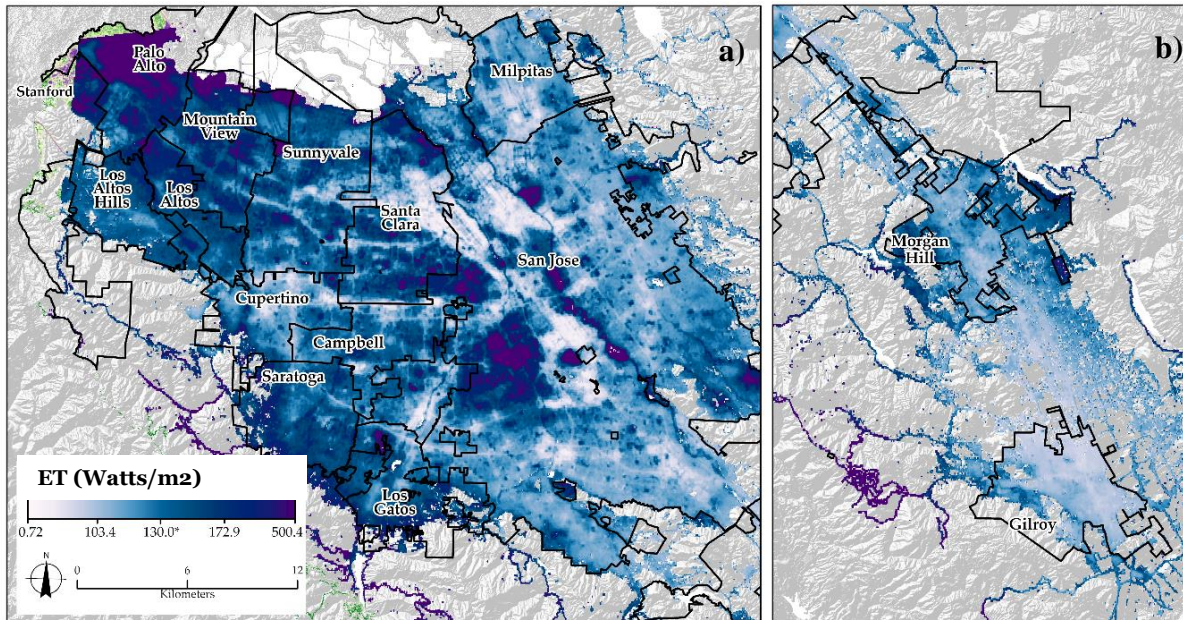 a)
Palo
Alto
Stanford
Milpitas
Mountain
View
Sunnyvale
Los
Altos
Hills
Los
Altos
Santa
Clara
San Jose
Cupertino
Campbell
Saratoga
Los
Gatos
ET (Watts/m2)
0.72 103.4 130.0* 172.9 500.4
N
0 6 12
Kilometers
b)
Morgan
Hill
Gilroy